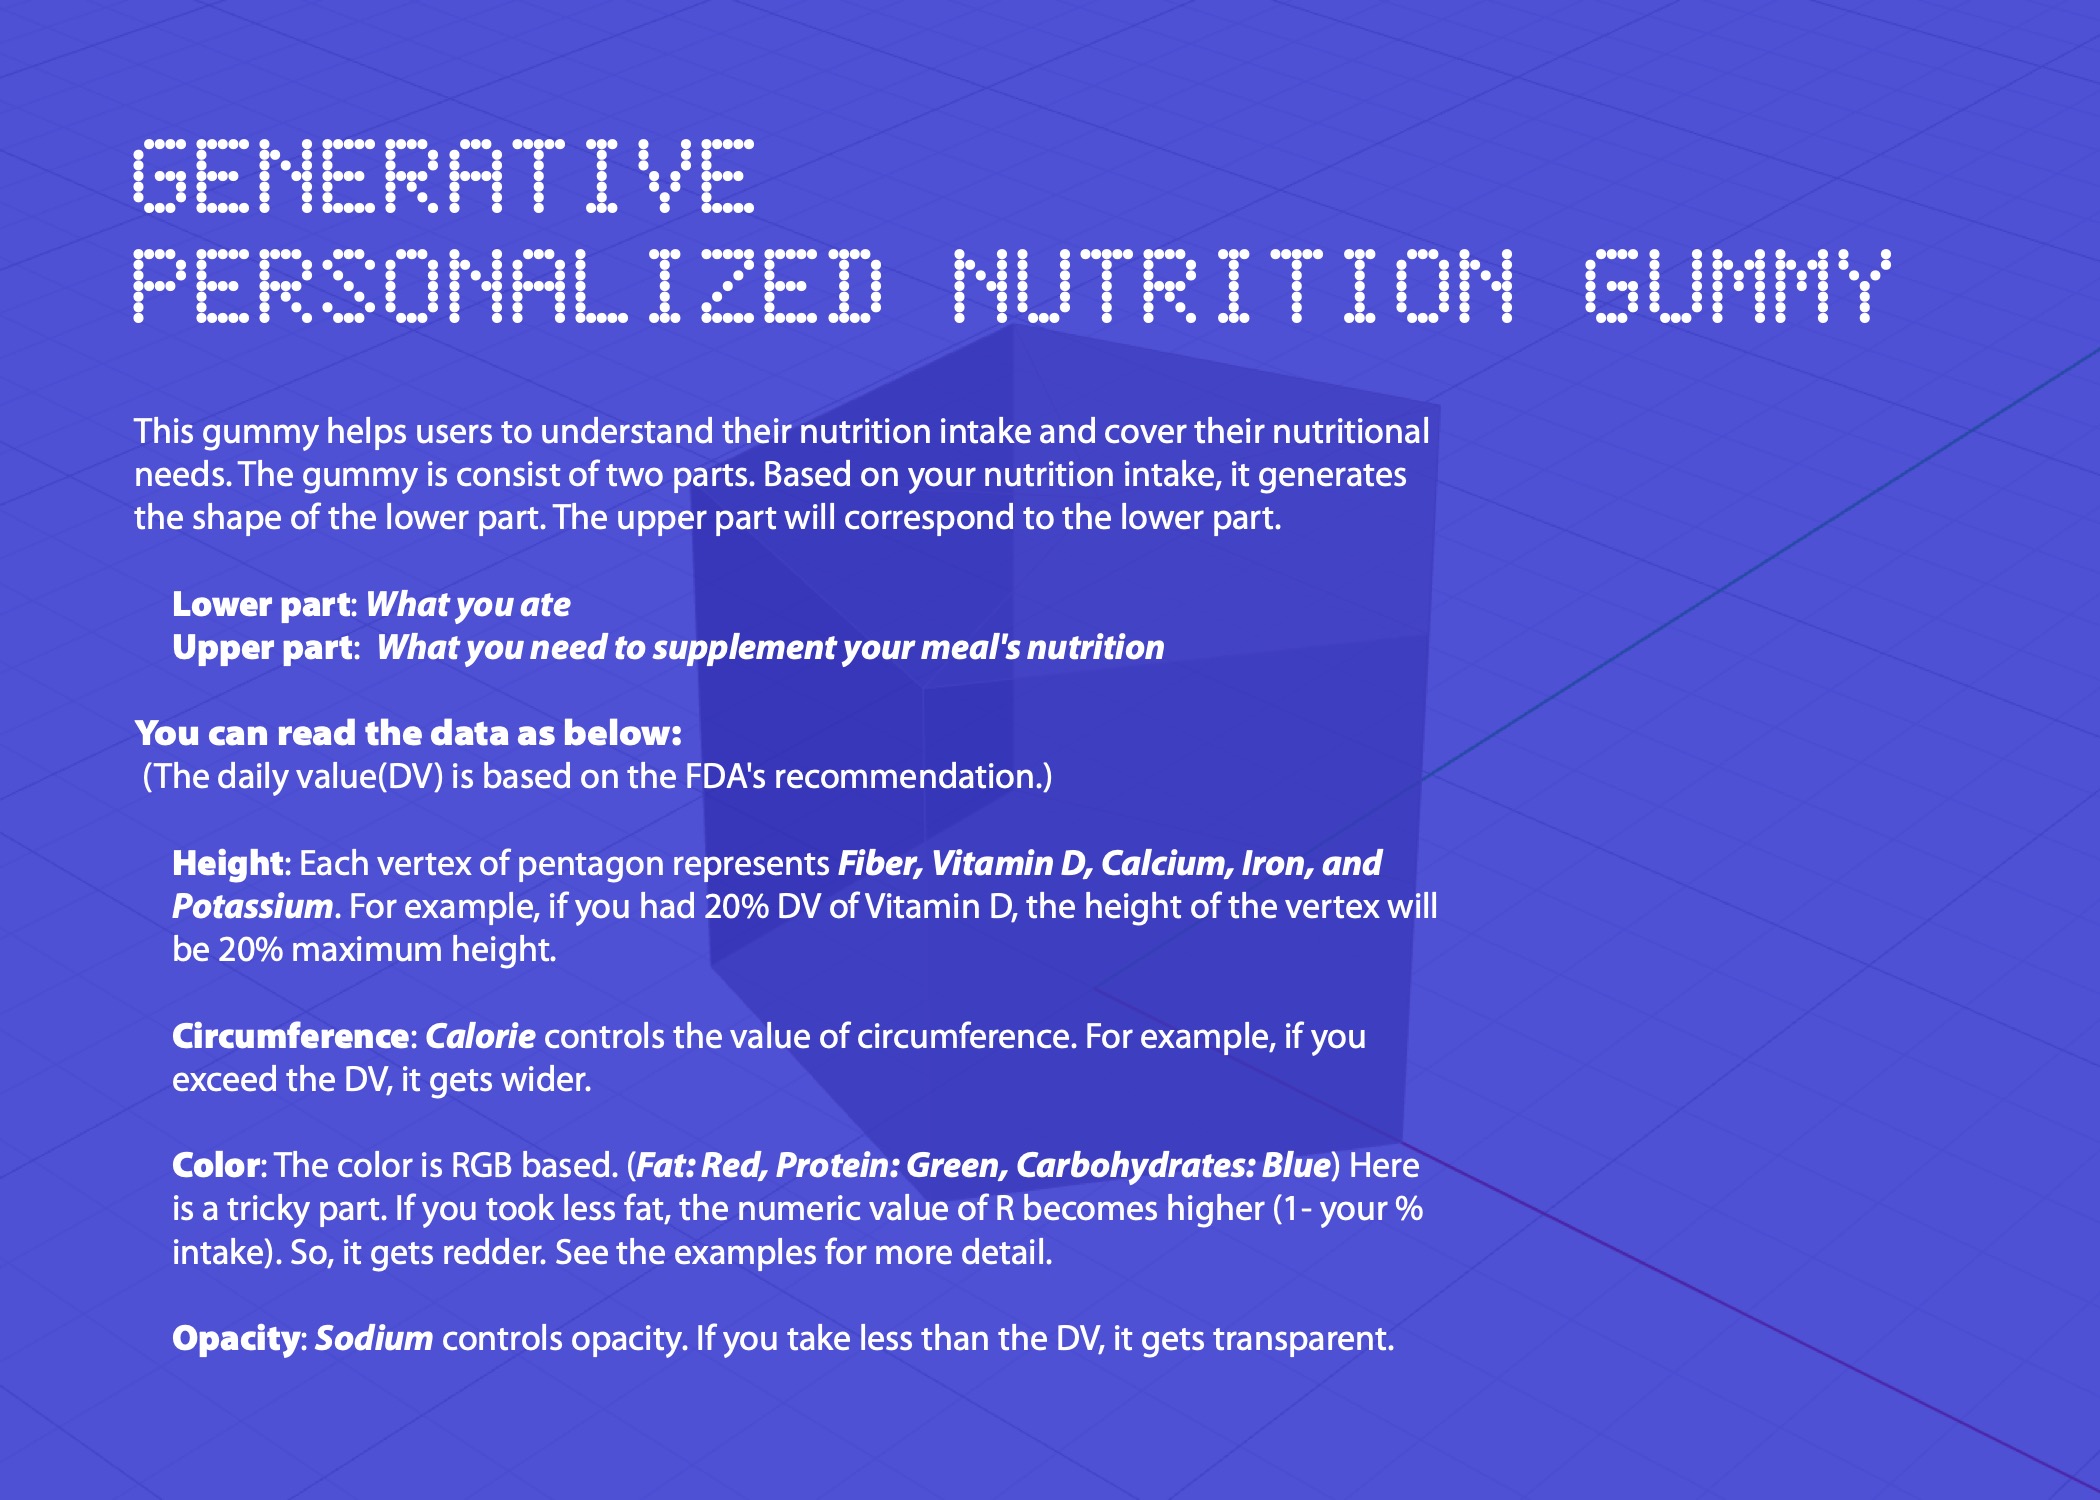 GENERATIVE
PERSONALIZED NUTRITION GUMMY
This gummy helps users to understand their nutrition intake and cover their nutritional
needs. The gummy is consist of two parts. Based on your nutrition intake, it generates
the shape of the lower part. The upper part will correspond to the lower part.
Lower part: What you ate
Upper part: What you need to supplement your meal's nutrition
You can read the data as below:
(The daily value(DV) is based on the FDA's recommendation.)
Height: Each vertex of pentagon represents Fiber, Vitamin D, Calcium, Iron, and
Potassium. For example, if you had 20% DV of Vitamin D, the height of the vertex will
be 20% maximum height.
Circumference: Calorie controls the value of circumference. For example, if you
exceed the DV, it gets wider.
Color: The color is RGB based. (Fat: Red, Protein: Green, Carbohydrates: Blue) Here
is a tricky part. If you took less fat, the numeric value of R becomes higher (1- your %
intake). So, it gets redder. See the examples for more detail.
Opacity: Sodium controls opacity. If you take less than the DV, it gets transparent.